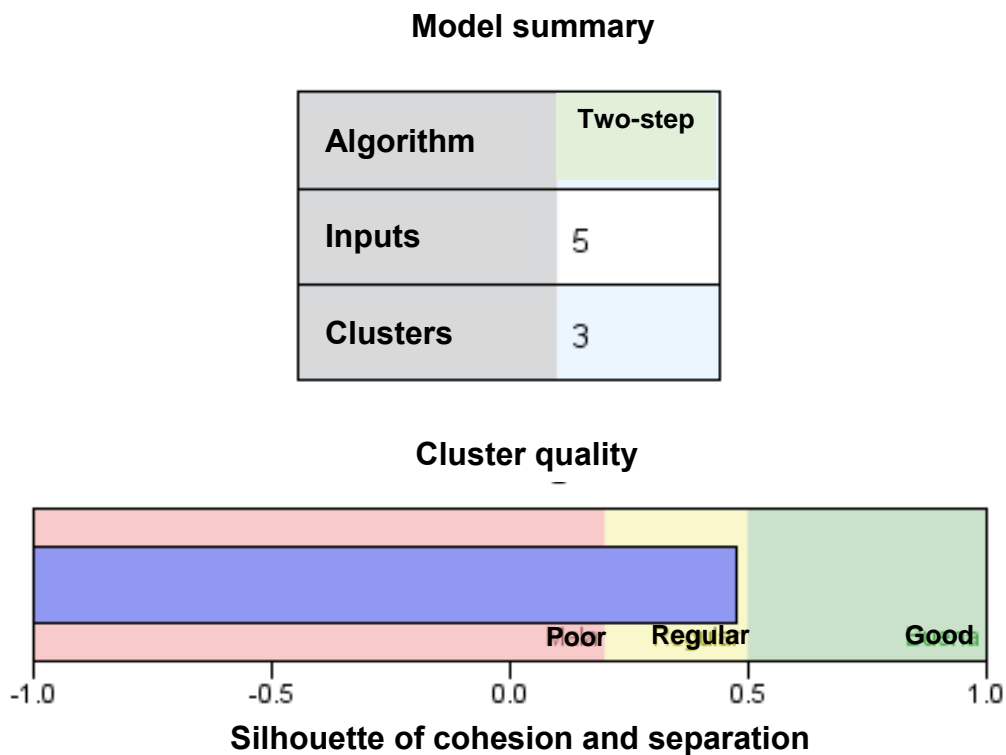 Model summary
Algorithm Two-step
Inputs 5
Clusters 3
Cluster quality
Poor Regular Good
-1.0 -0.5 0.0 0.5 1.0
Silhouette of cohesion and separation